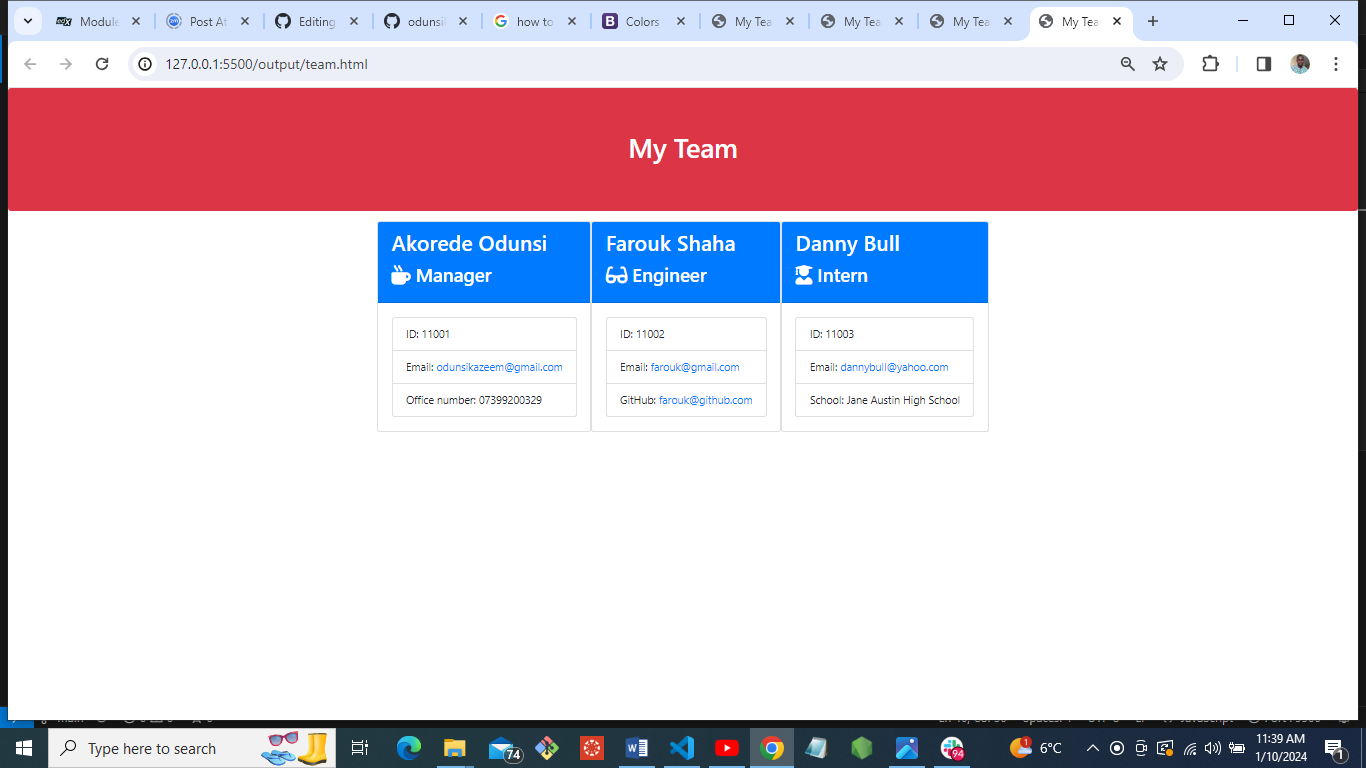 Module
Post At
Editing
odunsi
how to
Colors
My Tea
My Tea
My Tea
My Tea
127.0.0.1:5500/output/team.html
My Team
Akorede Odunsi
Manager
ID: 11001
Email: odunsikazeem@gmail.com
Office number: 07399200329
Farouk Shaha
Engineer
ID: 11002
Email: farouk@gmail.com
GitHub: farouk@github.com
Danny Bull
Intern
ID: 11003
Email: dannybull@yahoo.com
School: Jane Austin High School
Type here to search
74
94
1
6°C
11:39 AM
1/10/2024
1